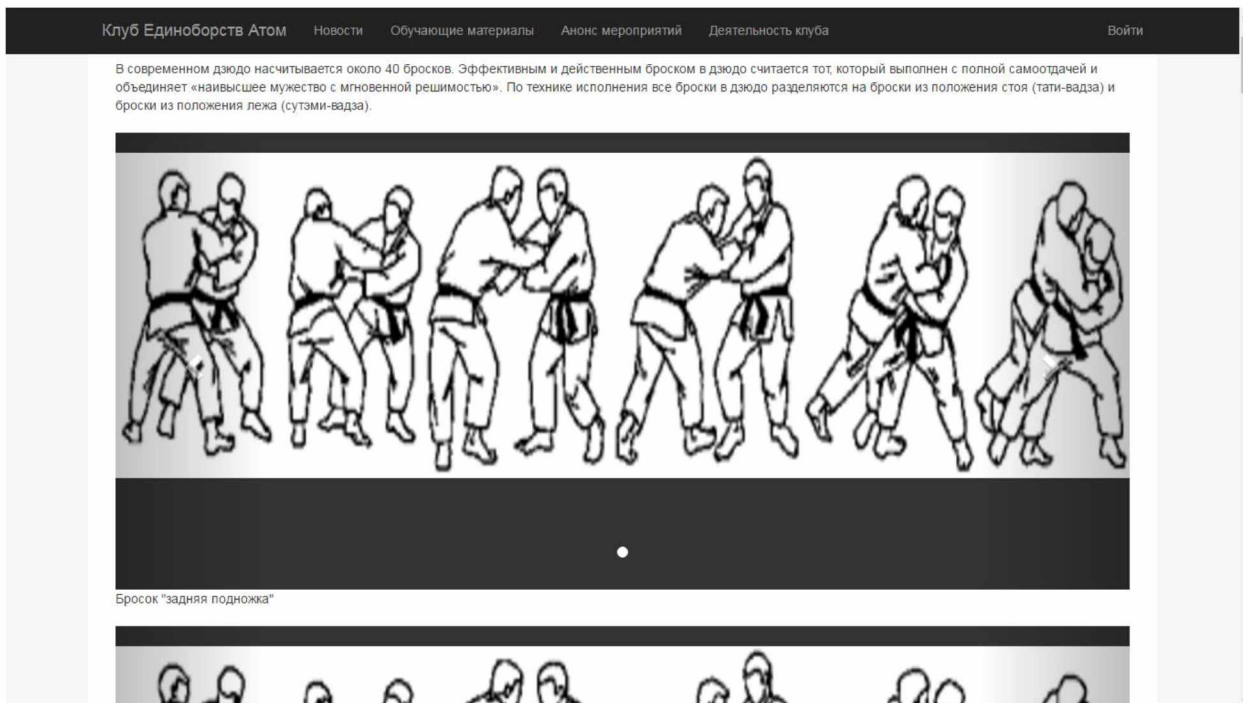 Клуб Единоборств Атом Новости Обучающие материалы Анонс мероприятий Деятельность клуба Войти
В современном дзюдо насчитывается около 40 бросков. Эффективным и действенным броском в дзюдо считается тот, который выполнен с полной самоотдачей и
объединяет «наивысшее мужество с мгновенной решимостью». По технике исполнения все броски в дзюдо разделяются на броски из положения стоя (тати-вадза) и
броски из положения лежа (сутэми-вадза).
Бросок "задняя подножка"